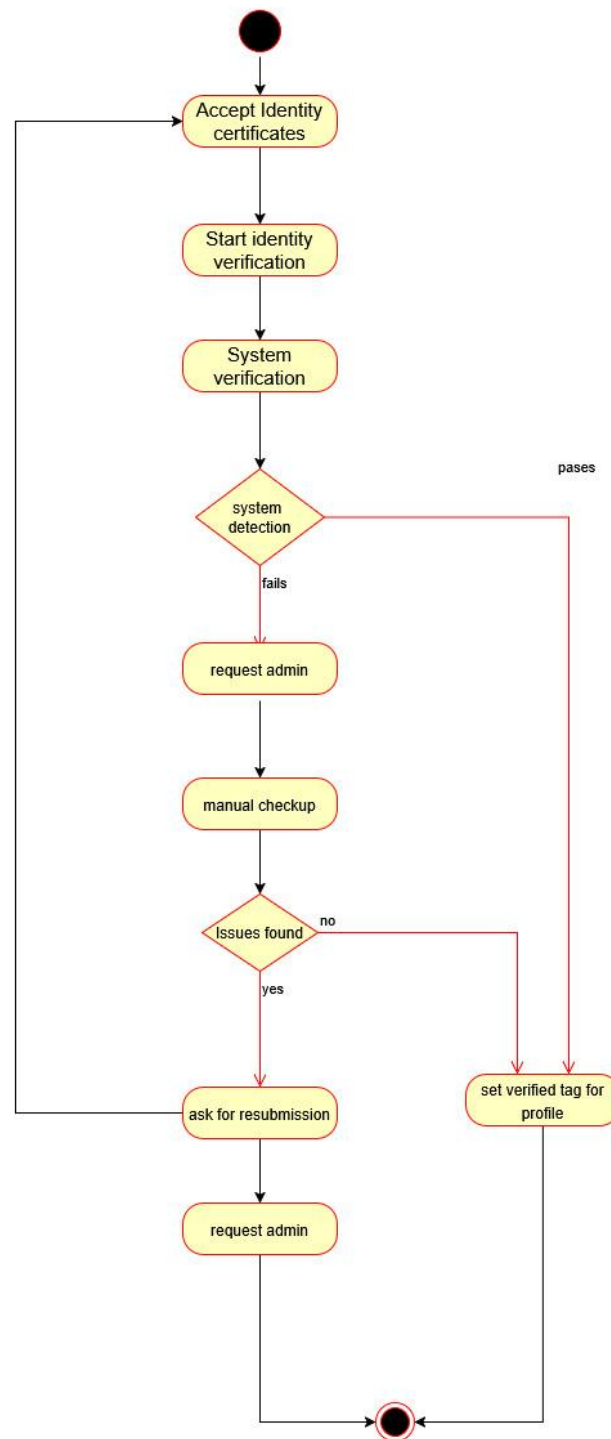 Accept Identity
certificates
Start identity
verification
System
verification
pases
system
detection
fails
request admin
manual checkup
Issues found
no
yes
ask for resubmission
set verified tag for
profile
request admin